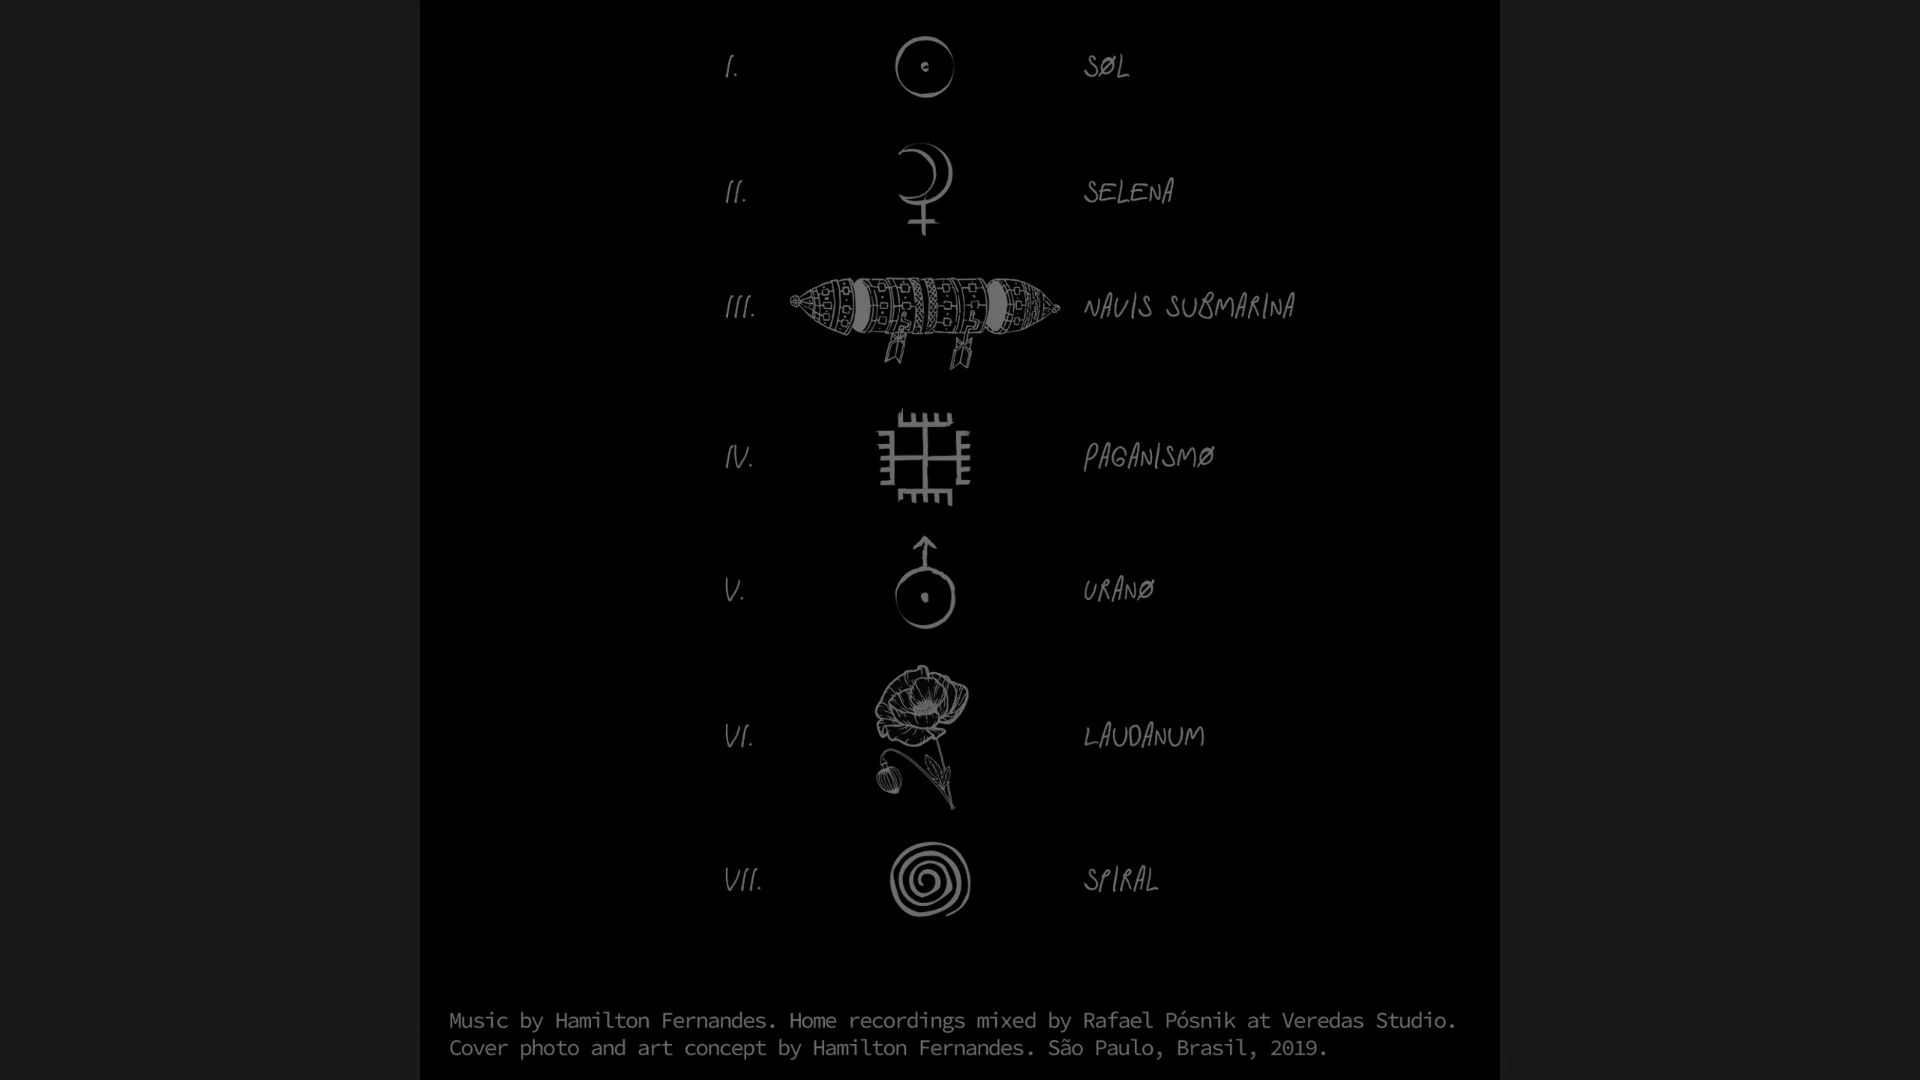 I. SØL
II. SELENA
III. NAVIS SUBMARINA
IV. PAGANISMØ
V. URANØ
VI. LAUDANUM
VII. SPIRAL
Music by Hamilton Fernandes. Home recordings mixed by Rafael Pósnik at Veredas Studio.
Cover photo and art concept by Hamilton Fernandes. São Paulo, Brasil, 2019.